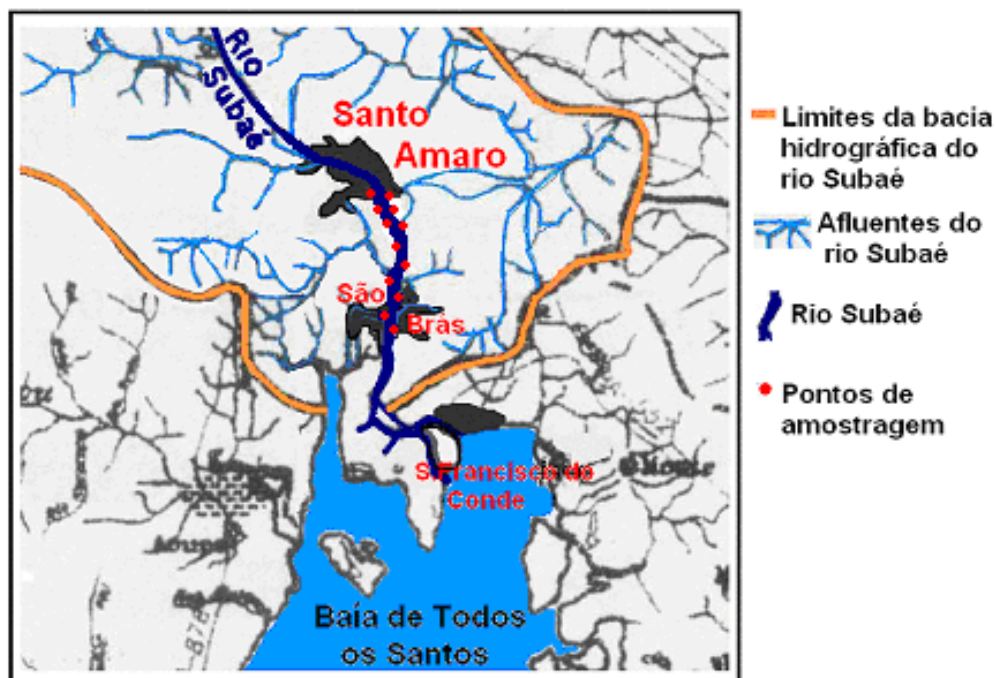 Rio
Subaé
Santo
Amaro
São
Brás
S.Francisco do
Conde
Baía de Todos
os Santos
Limites da bacia
hidrográfica do
rio Subaé
Afluentes do
rio Subaé
Rio Subaé
Pontos de
amostragem